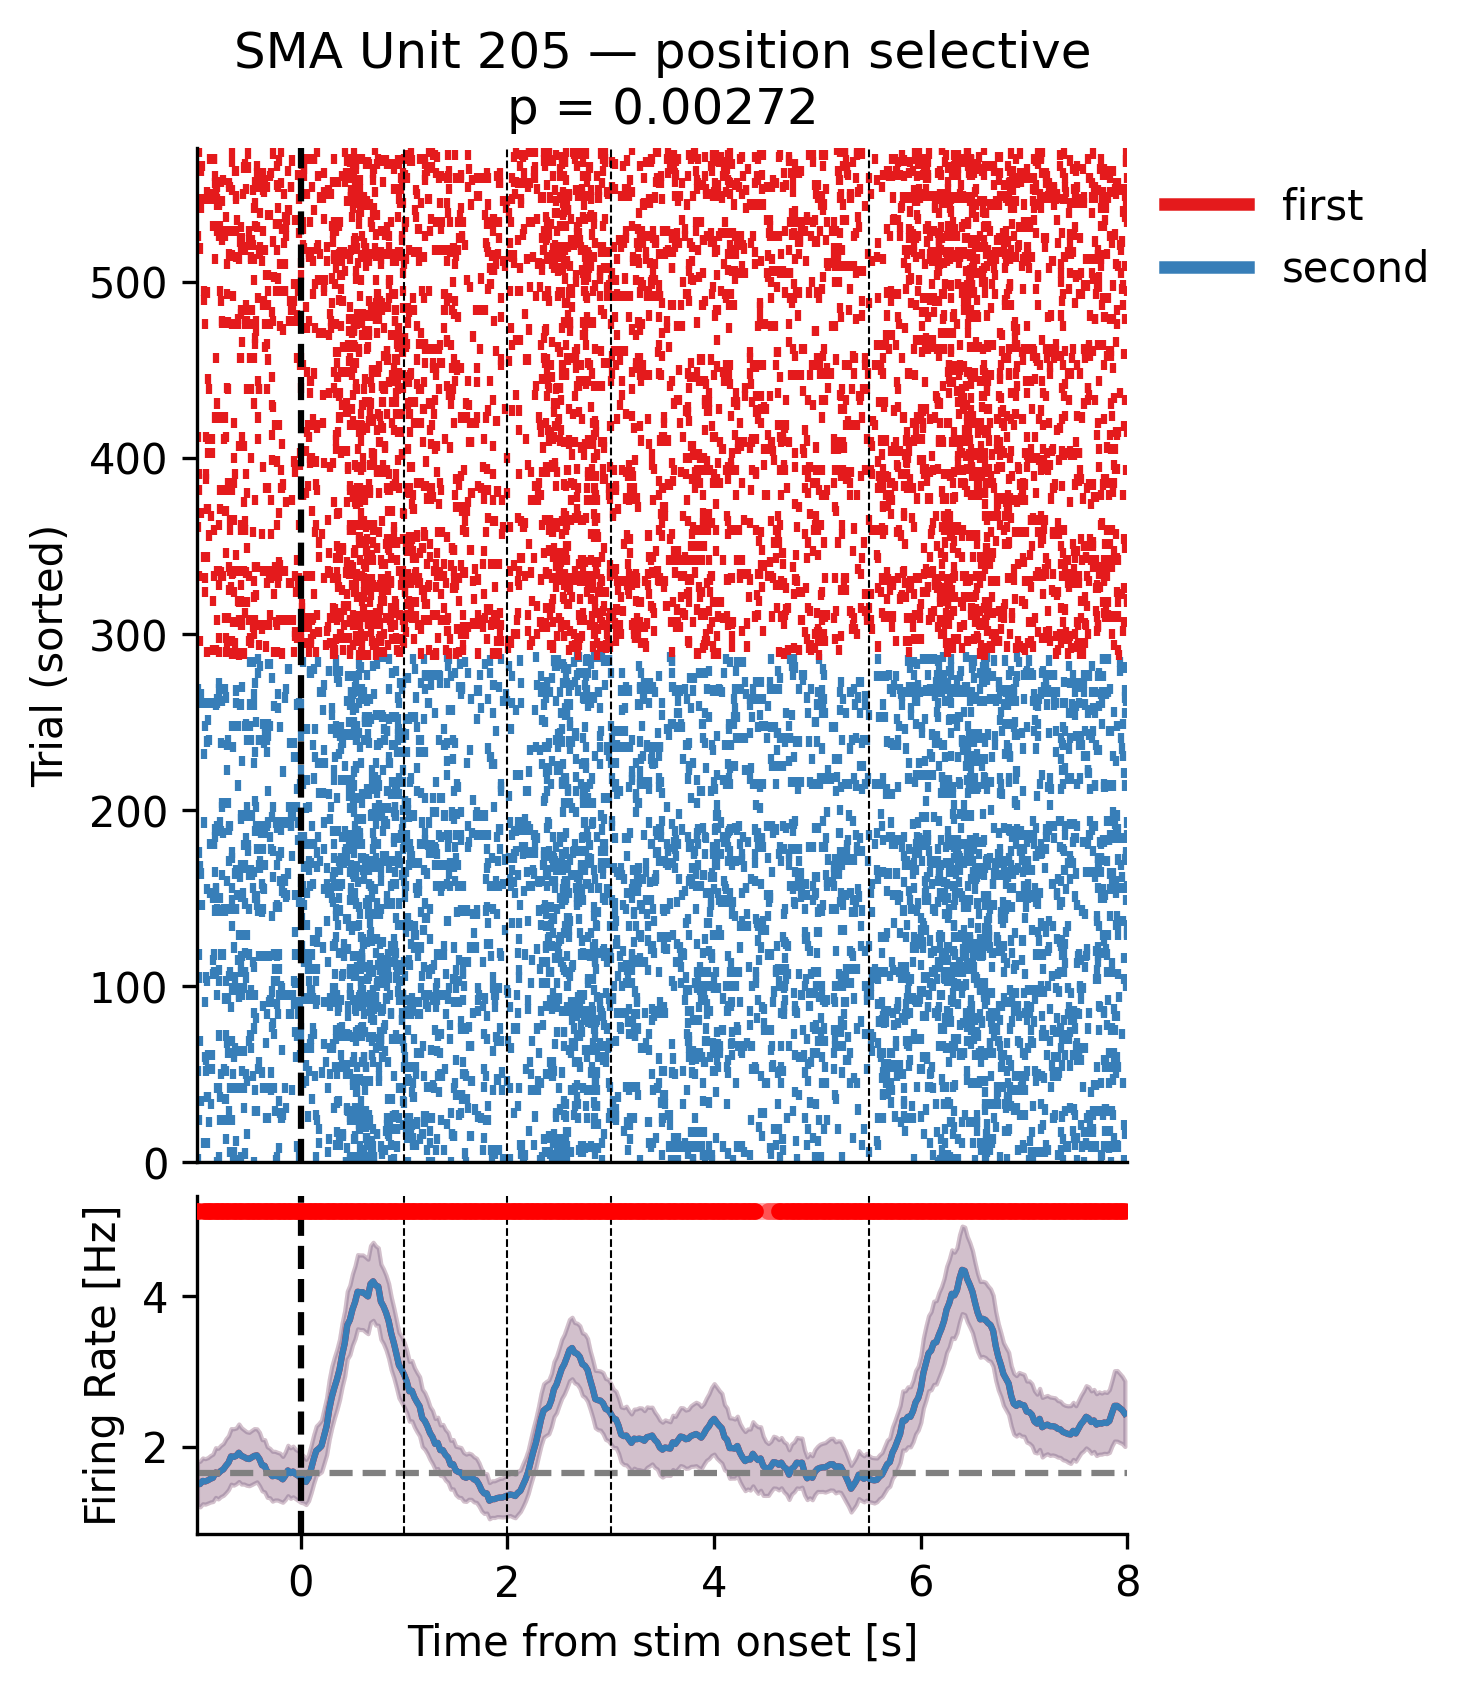 SMA Unit 205 — position selective
p = 0.00272
first
second
500
400
300
200
100
0
Trial (sorted)
4
2
Firing Rate [Hz]
0 2 4 6 8
Time from stim onset [s]